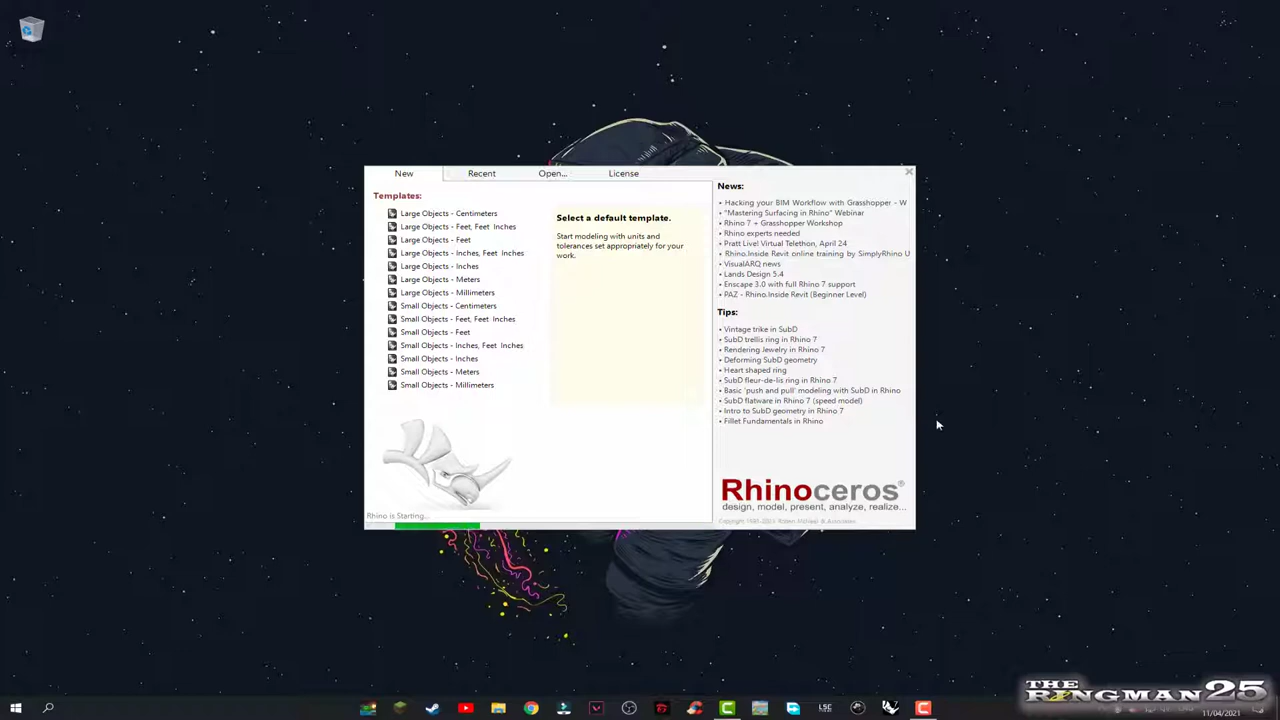 New
Recent
Open...
License
Templates:
Large Objects - Centimeters
Large Objects - Feet, Feet Inches
Large Objects - Feet
Large Objects - Inches, Feet Inches
Large Objects - Inches
Large Objects - Meters
Large Objects - Millimeters
Small Objects - Centimeters
Small Objects - Feet, Feet Inches
Small Objects - Feet
Small Objects - Inches, Feet Inches
Small Objects - Inches
Small Objects - Meters
Small Objects - Millimeters
Rhino is Starting...
Select a default template.
Start modeling with units and
tolerances set appropriately for your
work.
News:
• Hacking your BIM Workflow with Grasshopper - W
• "Mastering Surfacing in Rhino" Webinar
• Rhino 7 + Grasshopper Workshop
• Rhino experts needed
• Pratt Live! Virtual Telethon, April 24
• Rhino.Inside Revit online training by SimplyRhino U
• VisualARQ news
• Lands Design 5.4
• Enscape 3.0 with full Rhino 7 support
• PAZ - Rhino.Inside Revit (Beginner Level)
Tips:
• Vintage trike in SubD
• SubD trellis ring in Rhino 7
• Rendering Jewelry in Rhino 7
• Deforming SubD geometry
• Heart shaped ring
• SubD fleur-de-lis ring in Rhino 7
• Basic 'push and pull' modeling with SubD in Rhino
• SubD flatware in Rhino 7 (speed model)
• Intro to SubD geometry in Rhino 7
• Fillet Fundamentals in Rhino
Rhinoceros®
design, model, present, analyze, realize...
THE
RINGMAN 25
11/04/2021